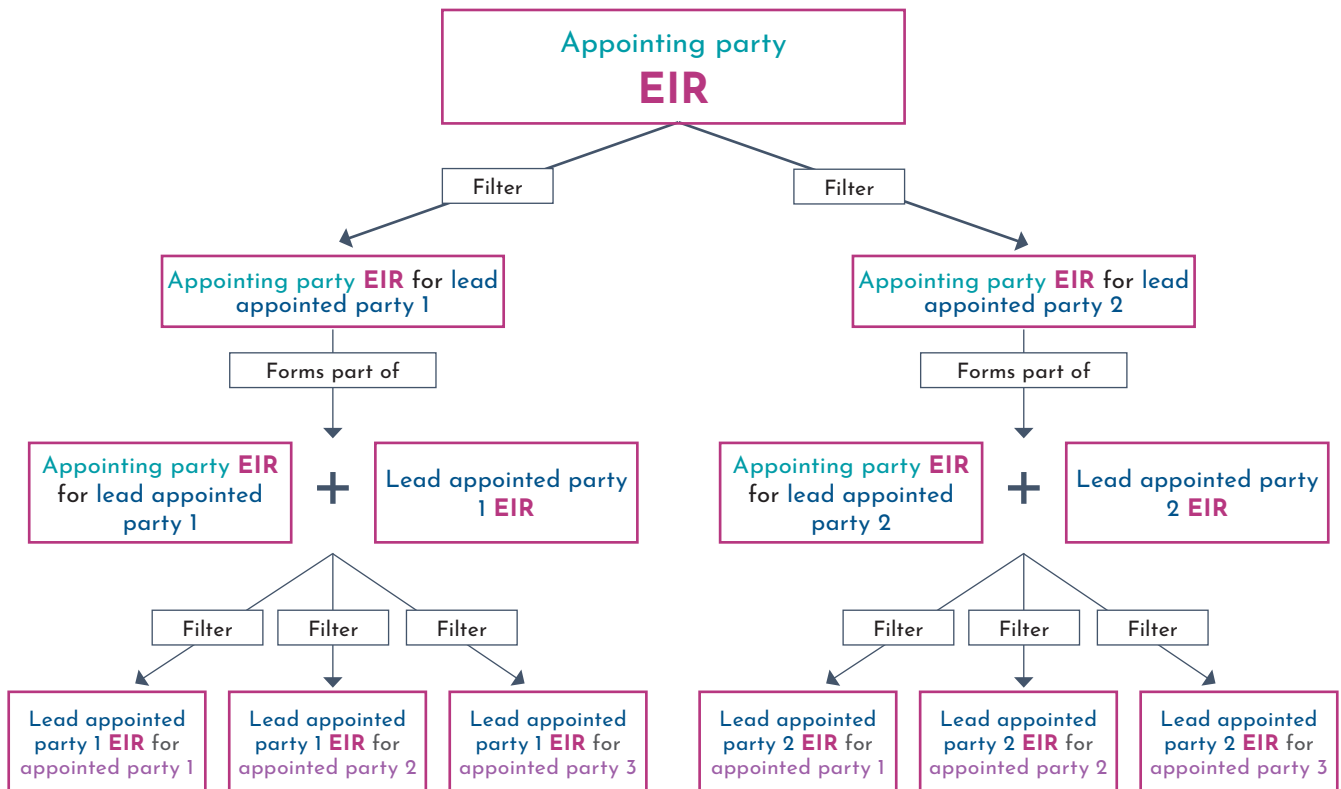 Appointing party
EIR
Filter
Filter
Appointing party EIR for lead
appointed party 1
Appointing party EIR for lead
appointed party 2
Forms part of
Forms part of
Appointing party EIR
for lead appointed
party 1
+
Lead appointed party
1 EIR
Appointing party EIR
for lead appointed
party 2
+
Lead appointed party
2 EIR
Filter
Filter
Filter
Filter
Filter
Filter
Lead appointed
party 1 EIR for
appointed party 1
Lead appointed
party 1 EIR for
appointed party 2
Lead appointed
party 1 EIR for
appointed party 3
Lead appointed
party 2 EIR for
appointed party 1
Lead appointed
party 2 EIR for
appointed party 2
Lead appointed
party 2 EIR for
appointed party 3